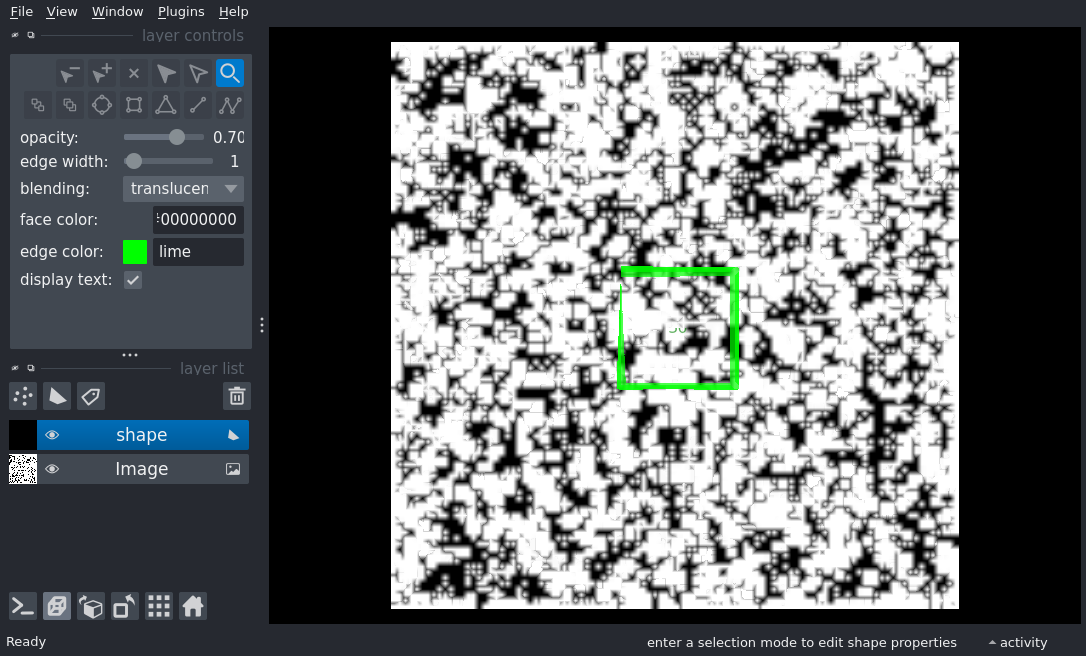 File View Window Plugins Help
layer controls
opacity: 0.70
edge width: 1
blending: translucen
face color: 00000000
edge color: lime
display text:
layer list
shape
Image
Ready
enter a selection mode to edit shape properties
activity